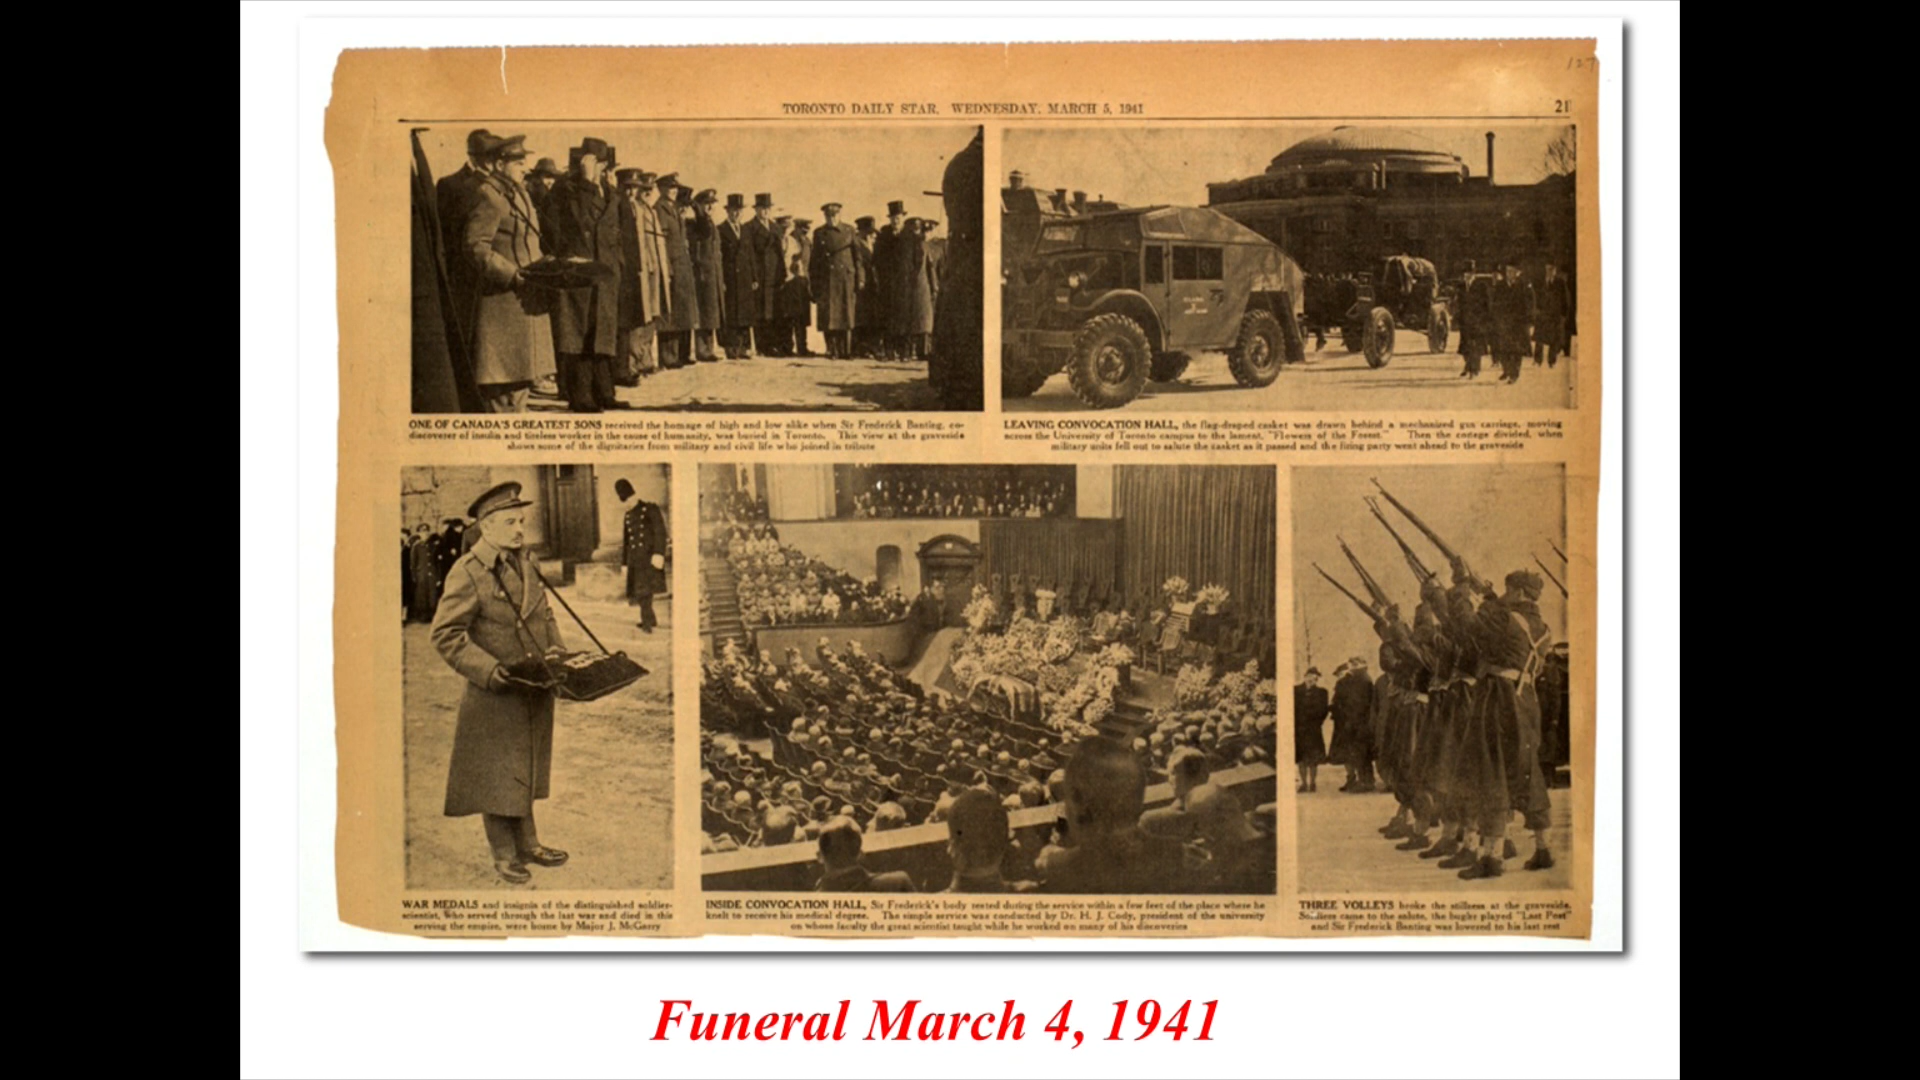 127
TORONTO DAILY STAR, WEDNESDAY, MARCH 5, 1941
21
ONE OF CANADA'S GREATEST SONS received the homage of high and low alike when Sir Frederick Banting, co-
discoverer of insulin and tireless worker in the cause of humanity, was buried in Toronto. This view at the graveside
shows some of the dignitaries from military and civil life who joined in tribute
LEAVING CONVOCATION HALL, the flag-draped casket was drawn behind a mechanized gun carriage, moving
across the University of Toronto campus to the lament, "Flowers of the Forest." Then the cortege divided, when
military units fell out to salute the casket as it passed and the firing party went ahead to the graveside
WAR MEDALS and insignia of the distinguished soldier-
scientist, who served through the last war and died in this
serving the empire, were borne by Major J. McGarry
INSIDE CONVOCATION HALL, Sir Frederick's body rested during the service within a few feet of the place where he
knelt to receive his medical degree. The simple service was conducted by Dr. H. J. Cody, president of the university
on whose faculty the great scientist taught while he worked on many of his discoveries
THREE VOLLEYS broke the stillness at the graveside.
Soldiers came to the salute, the bugles played "Last Post"
and Sir Frederick Banting was lowered to his last rest
Funeral March 4, 1941